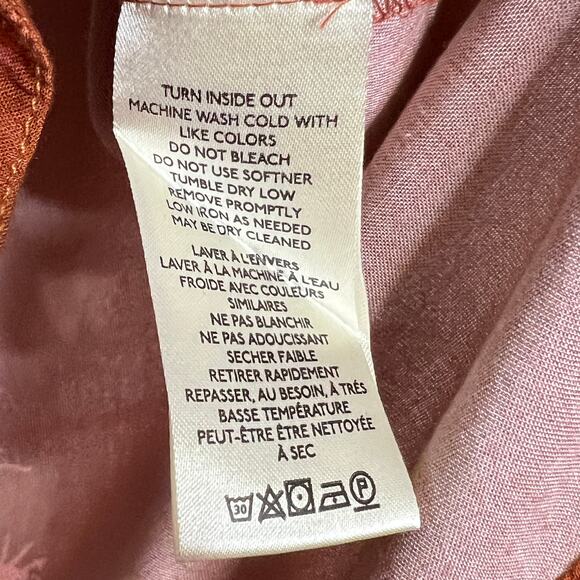 TURN INSIDE OUT
MACHINE WASH COLD WITH
LIKE COLORS
DO NOT BLEACH
DO NOT USE SOFTNER
TUMBLE DRY LOW
REMOVE PROMPTLY
LOW IRON AS NEEDED
MAY BE DRY CLEANED
LAVER À L'ENVERS
LAVER À LA MACHINE À L'EAU
FROIDE AVEC COULEURS
SIMILAIRES
NE PAS BLANCHIR
NE PAS ADOUCISSANT
SECHER FAIBLE
RETIRER RAPIDEMENT
REPASSER, AU BESOIN, À TRÈS
BASSE TEMPÉRATURE
PEUT-ÊTRE ÊTRE NETTOYÉE
À SEC
30 P